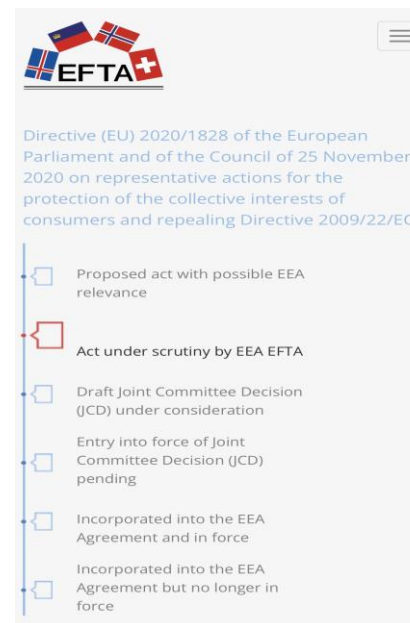 EFTA
Directive (EU) 2020/1828 of the European
Parliament and of the Council of 25 November
2020 on representative actions for the
protection of the collective interests of
consumers and repealing Directive 2009/22/EC
Proposed act with possible EEA
relevance
Act under scrutiny by EEA EFTA
Draft Joint Committee Decision
(JCD) under consideration
Entry into force of Joint
Committee Decision (JCD)
pending
Incorporated into the EEA
Agreement and in force
Incorporated into the EEA
Agreement but no longer in
force